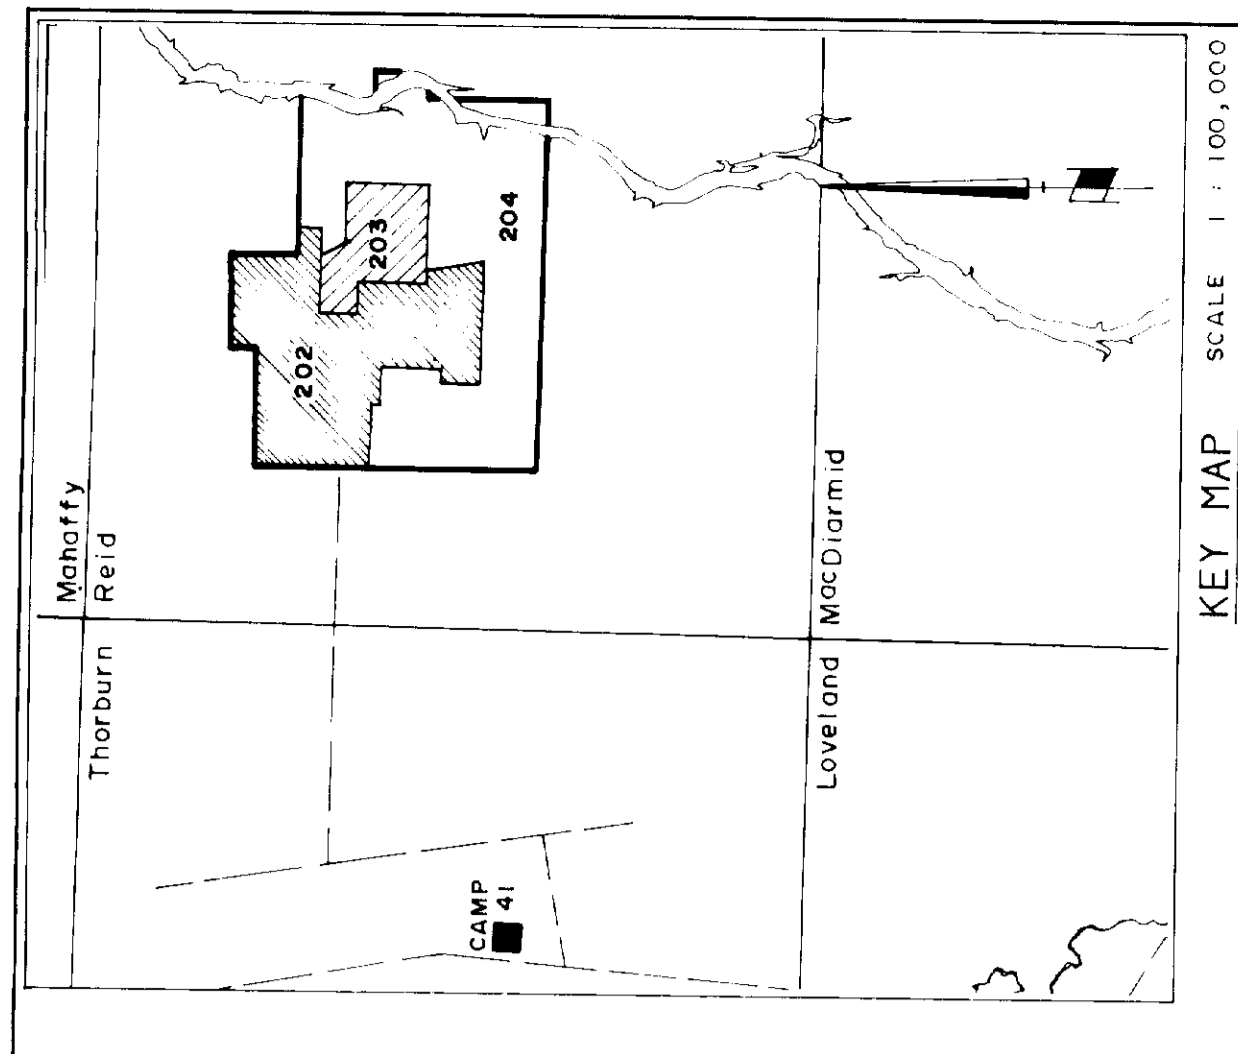 Mahaffy
Reid
Thorburn
202
203
204
CAMP
41
Loveland
MacDiarmid
KEY MAP
SCALE 1 : 100,000